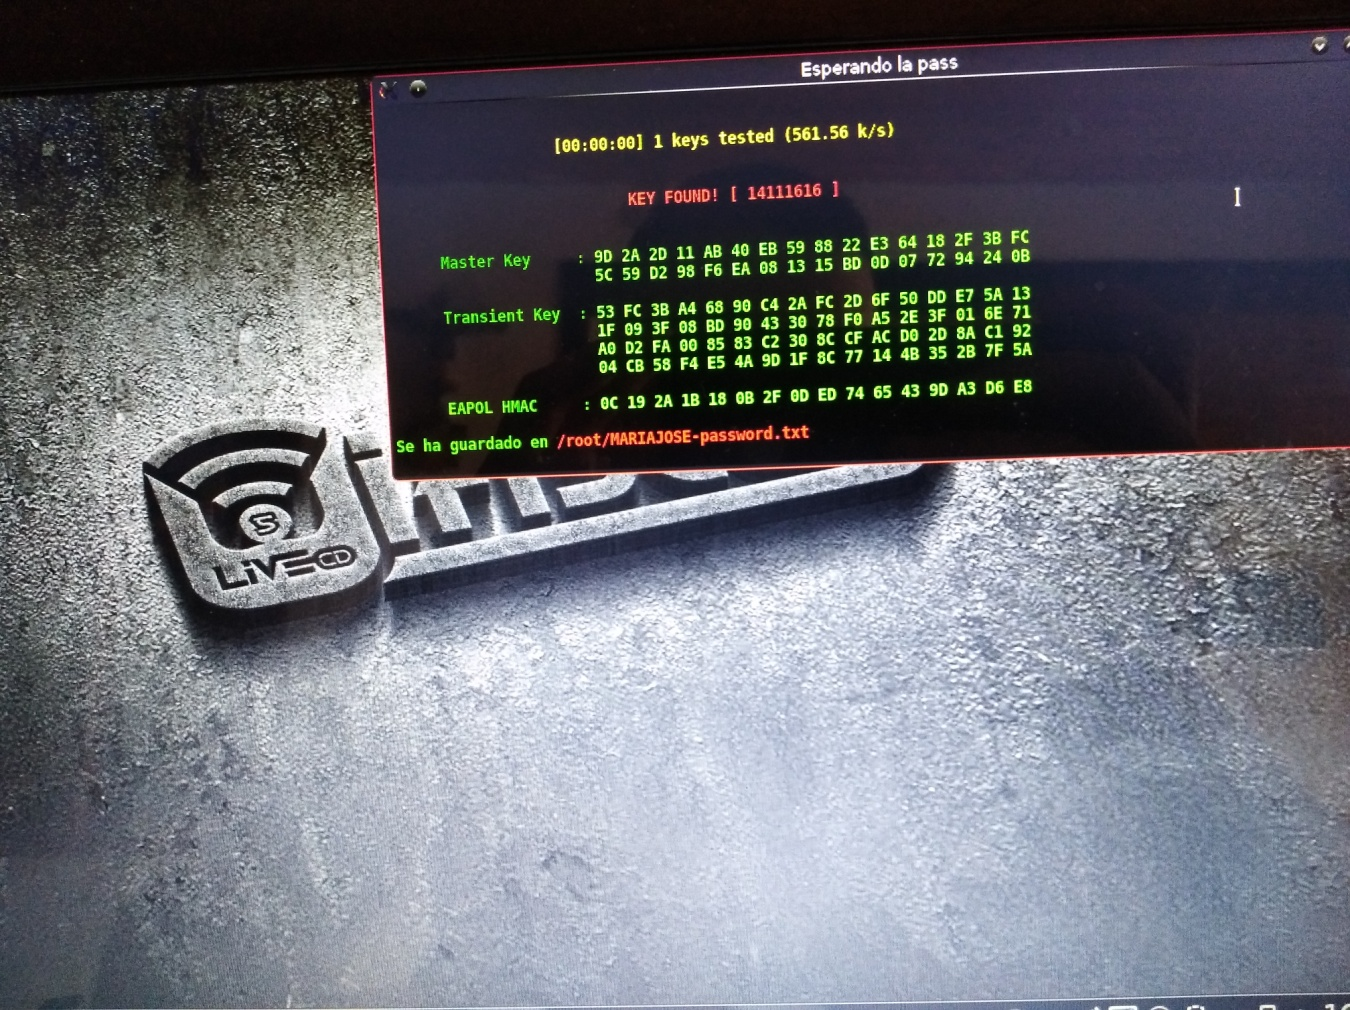 Esperando la pass
[00:00:00] 1 keys tested (561.56 k/s)
KEY FOUND! [ 14111616 ]
Master Key : 9D 2A 2D 11 AB 40 EB 59 88 22 E3 64 18 2F 3B FC
5C 59 D2 98 F6 EA 08 13 15 BD 0D 07 72 94 24 0B
Transient Key : 53 FC 3B A4 68 90 C4 2A FC 2D 6F 50 DD E7 5A 13
1F 09 3F 08 BD 90 43 30 78 F0 A5 2E 3F 01 6E 71
A0 D2 FA 00 85 83 C2 30 8C CF AC D0 2D 8A C1 92
04 CB 58 F4 E5 4A 9D 1F 8C 77 14 4B 35 2B 7F 5A
EAPOL HMAC : 0C 19 2A 1B 18 0B 2F 0D ED 74 65 43 9D A3 D6 E8
Se ha guardado en /root/MARIAJOSE-password.txt
S
LiVE CD